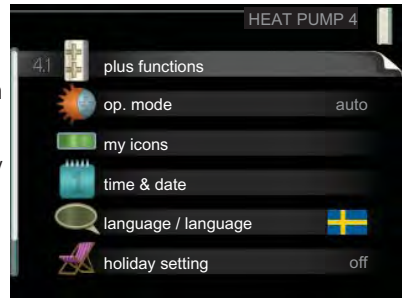 HEAT PUMP 4
4.1 plus functions
op. mode auto
my icons
time & date
language / language
holiday setting off